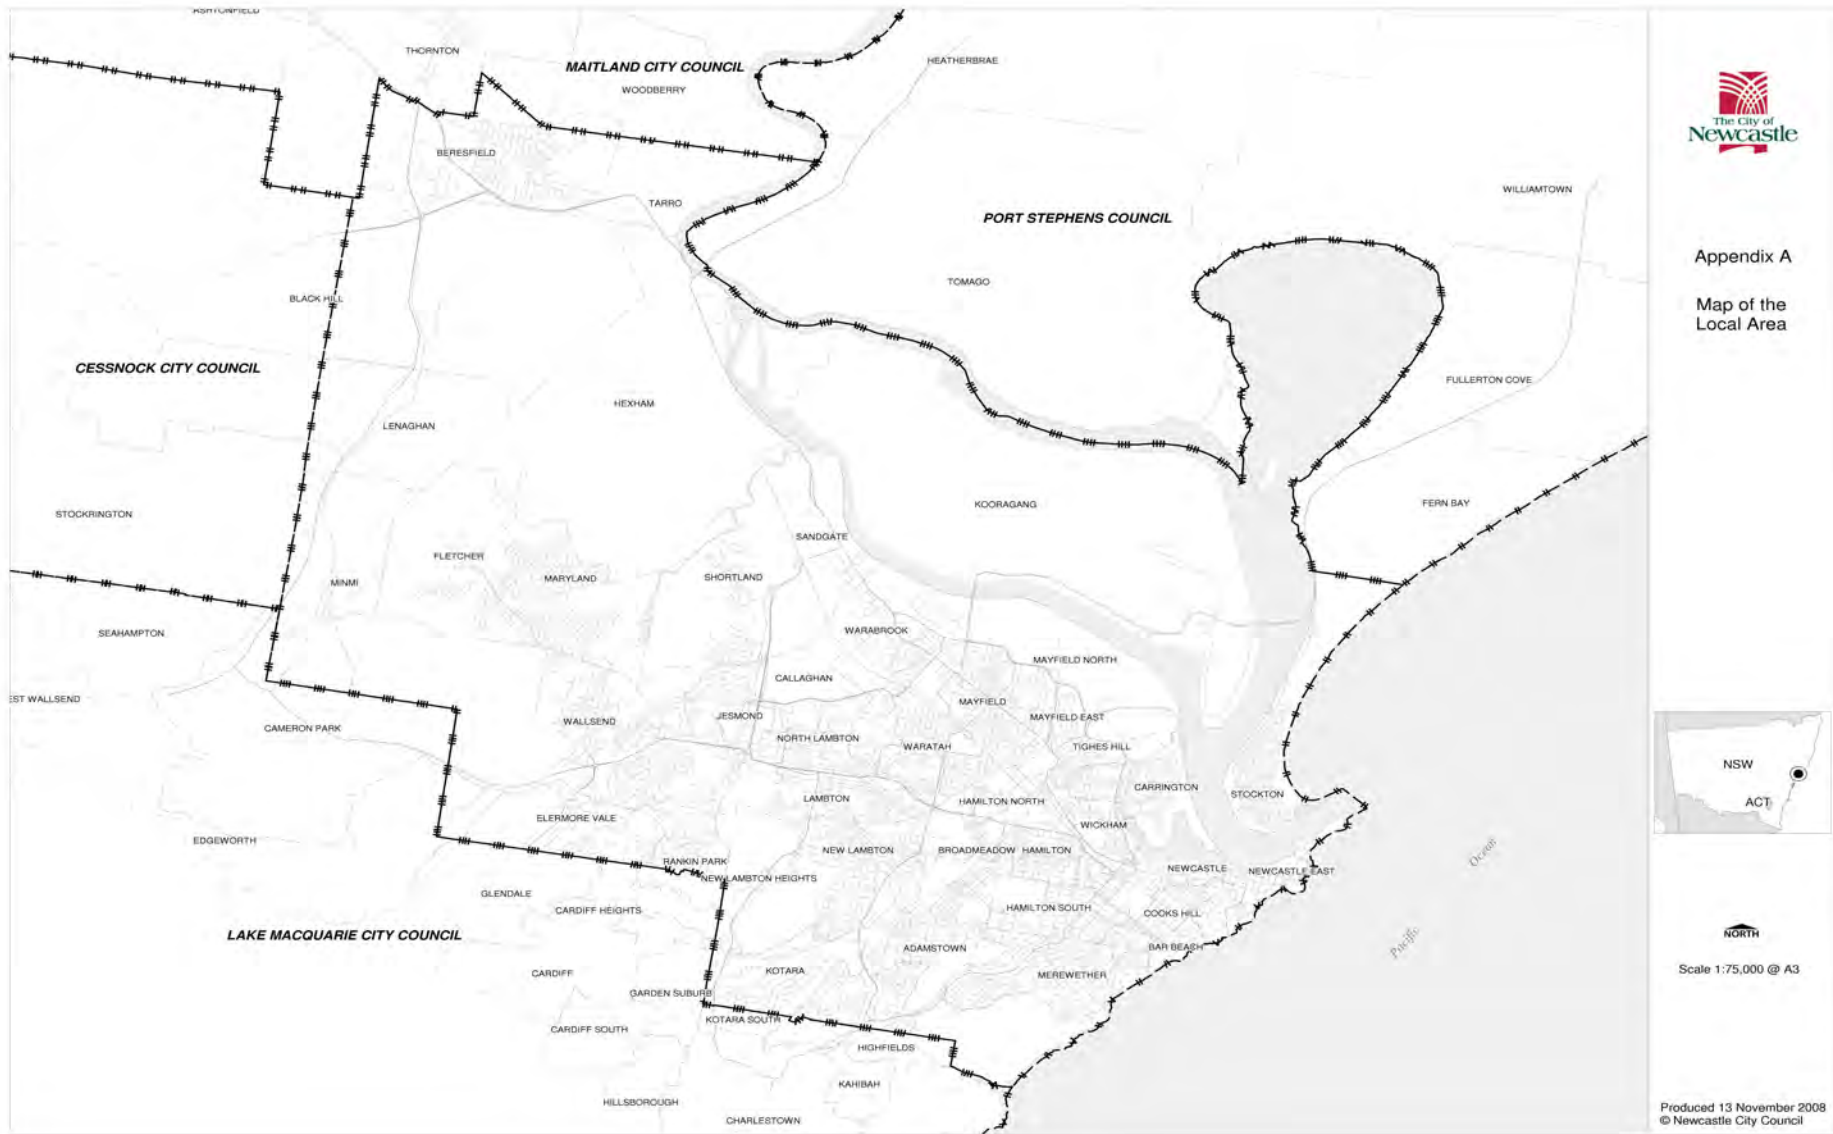 ASHTONFIELD
THORNTON
MAITLAND CITY COUNCIL
WOODBERRY
HEATHERBRAE
BERESFIELD
TARRO
PORT STEPHENS COUNCIL
WILLIAMTOWN
TOMAGO
BLACK HILL
CESSNOCK CITY COUNCIL
FULLERTON COVE
HEXHAM
LENAGHAN
KOORAGANG
FERN BAY
STOCKRINGTON
SANDGATE
FLETCHER
MARYLAND
SHORTLAND
MINMI
SEAHAMPTON
WARABROOK
MAYFIELD NORTH
CALLAGHAN
EST WALLSEND
MAYFIELD
CAMERON PARK
WALLSEND
JESMOND
MAYFIELD EAST
NORTH LAMBTON
WARATAH
TIGHES HILL
CARRINGTON
STOCKTON
LAMBTON
HAMILTON NORTH
ELERMORE VALE
WICKHAM
EDGEWORTH
NEW LAMBTON
BROADMEADOW
HAMILTON
RANKIN PARK
NEWCASTLE
NEWCASTLE EAST
NEW LAMBTON HEIGHTS
GLENDALE
CARDIFF HEIGHTS
HAMILTON SOUTH
COOKS HILL
LAKE MACQUARIE CITY COUNCIL
ADAMSTOWN
BAR BEACH
KOTARA
CARDIFF
MEREWETHER
GARDEN SUBURB
KOTARA SOUTH
CARDIFF SOUTH
HIGHFIELDS
KAHIBAH
HILLSBOROUGH
CHARLESTOWN
Pacific
Ocean
The City of
Newcastle
Appendix A
Map of the
Local Area
NSW
ACT
NORTH
Scale 1:75,000 @ A3
Produced 13 November 2008
© Newcastle City Council